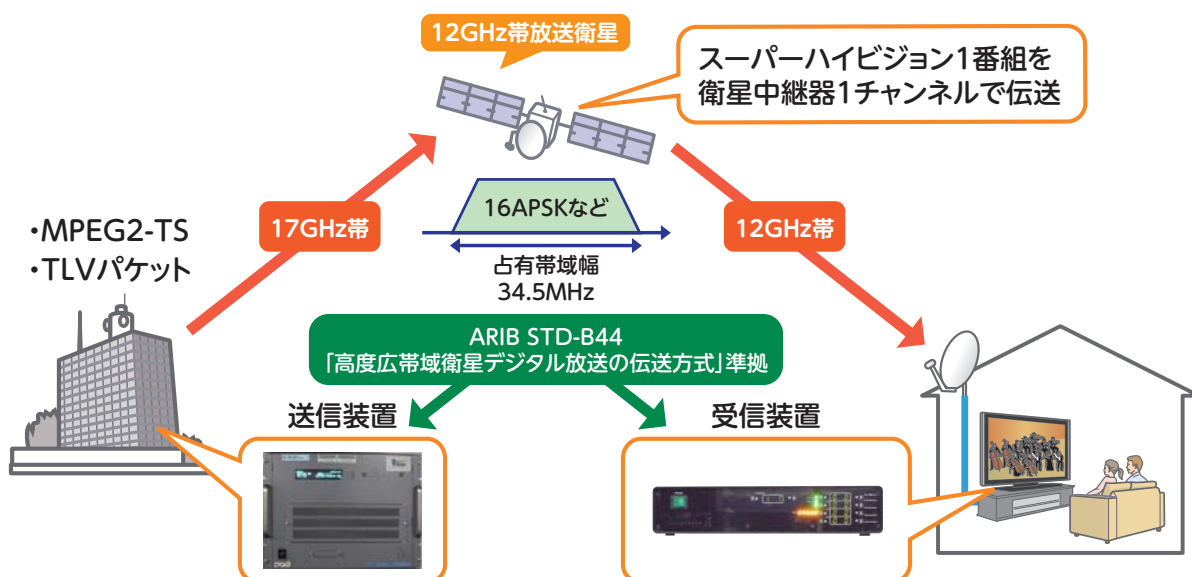 12GHz帯放送衛星
スーパーハイビジョン1番組を
衛星中継器1チャンネルで伝送
・MPEG2-TS
・TLVパケット
17GHz帯
16APSKなど
12GHz帯
占有帯域幅
34.5MHz
ARIB STD-B44
「高度広帯域衛星デジタル放送の伝送方式」準拠
送信装置
受信装置